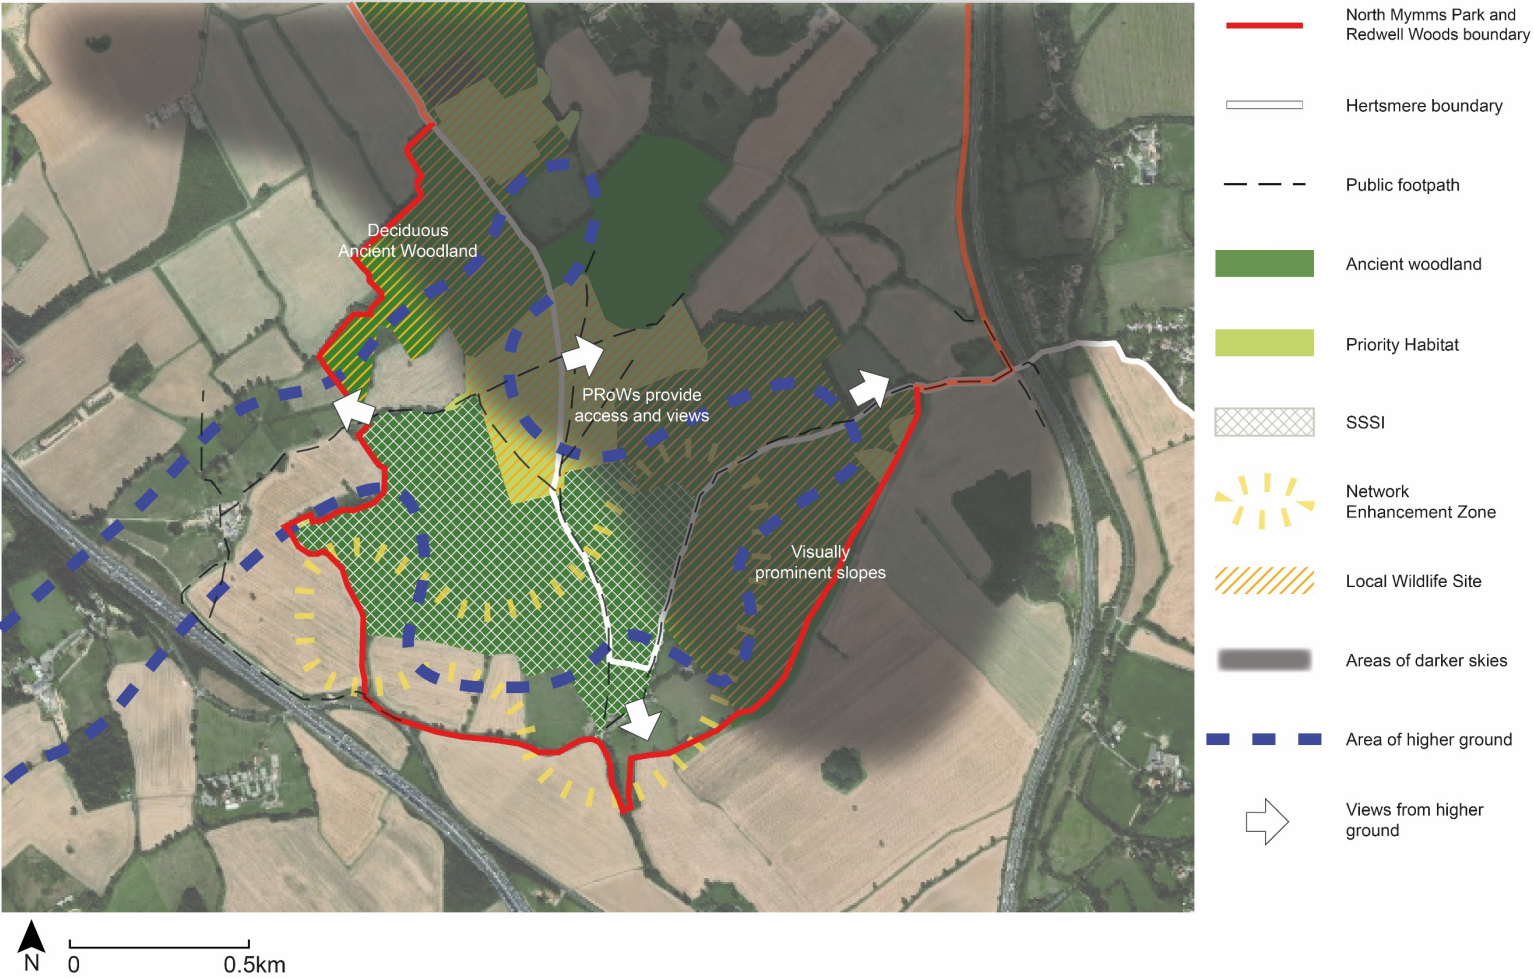 Deciduous
Ancient Woodland
PRoWs provide
access and views
Visually
prominent slopes
North Mymms Park and
Redwell Woods boundary
Hertsmere boundary
Public footpath
Ancient woodland
Priority Habitat
SSSI
Network
Enhancement Zone
Local Wildlife Site
Areas of darker skies
Area of higher ground
Views from higher
ground
N
0
0.5km